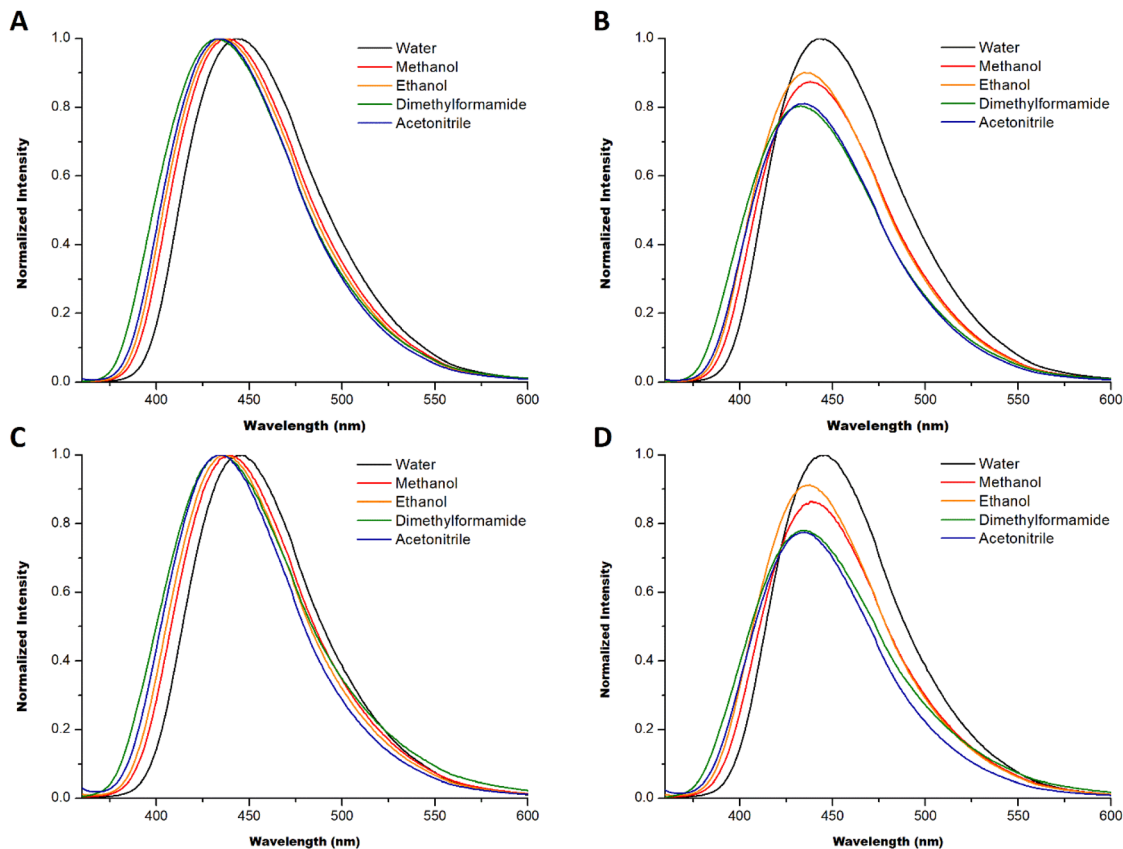 A
Normalized Intensity
1.0
0.8
0.6
0.4
0.2
0.0
Water
Methanol
Ethanol
Dimethylformamide
Acetonitrile
400
450
500
550
600
Wavelength (nm)
B
Normalized Intensity
1.0
0.8
0.6
0.4
0.2
0.0
Water
Methanol
Ethanol
Dimethylformamide
Acetonitrile
400
450
500
550
600
Wavelength (nm)
C
Normalized Intensity
1.0
0.8
0.6
0.4
0.2
0.0
Water
Methanol
Ethanol
Dimethylformamide
Acetonitrile
400
450
500
550
600
Wavelength (nm)
D
Normalized Intensity
1.0
0.8
0.6
0.4
0.2
0.0
Water
Methanol
Ethanol
Dimethylformamide
Acetonitrile
400
450
500
550
600
Wavelength (nm)